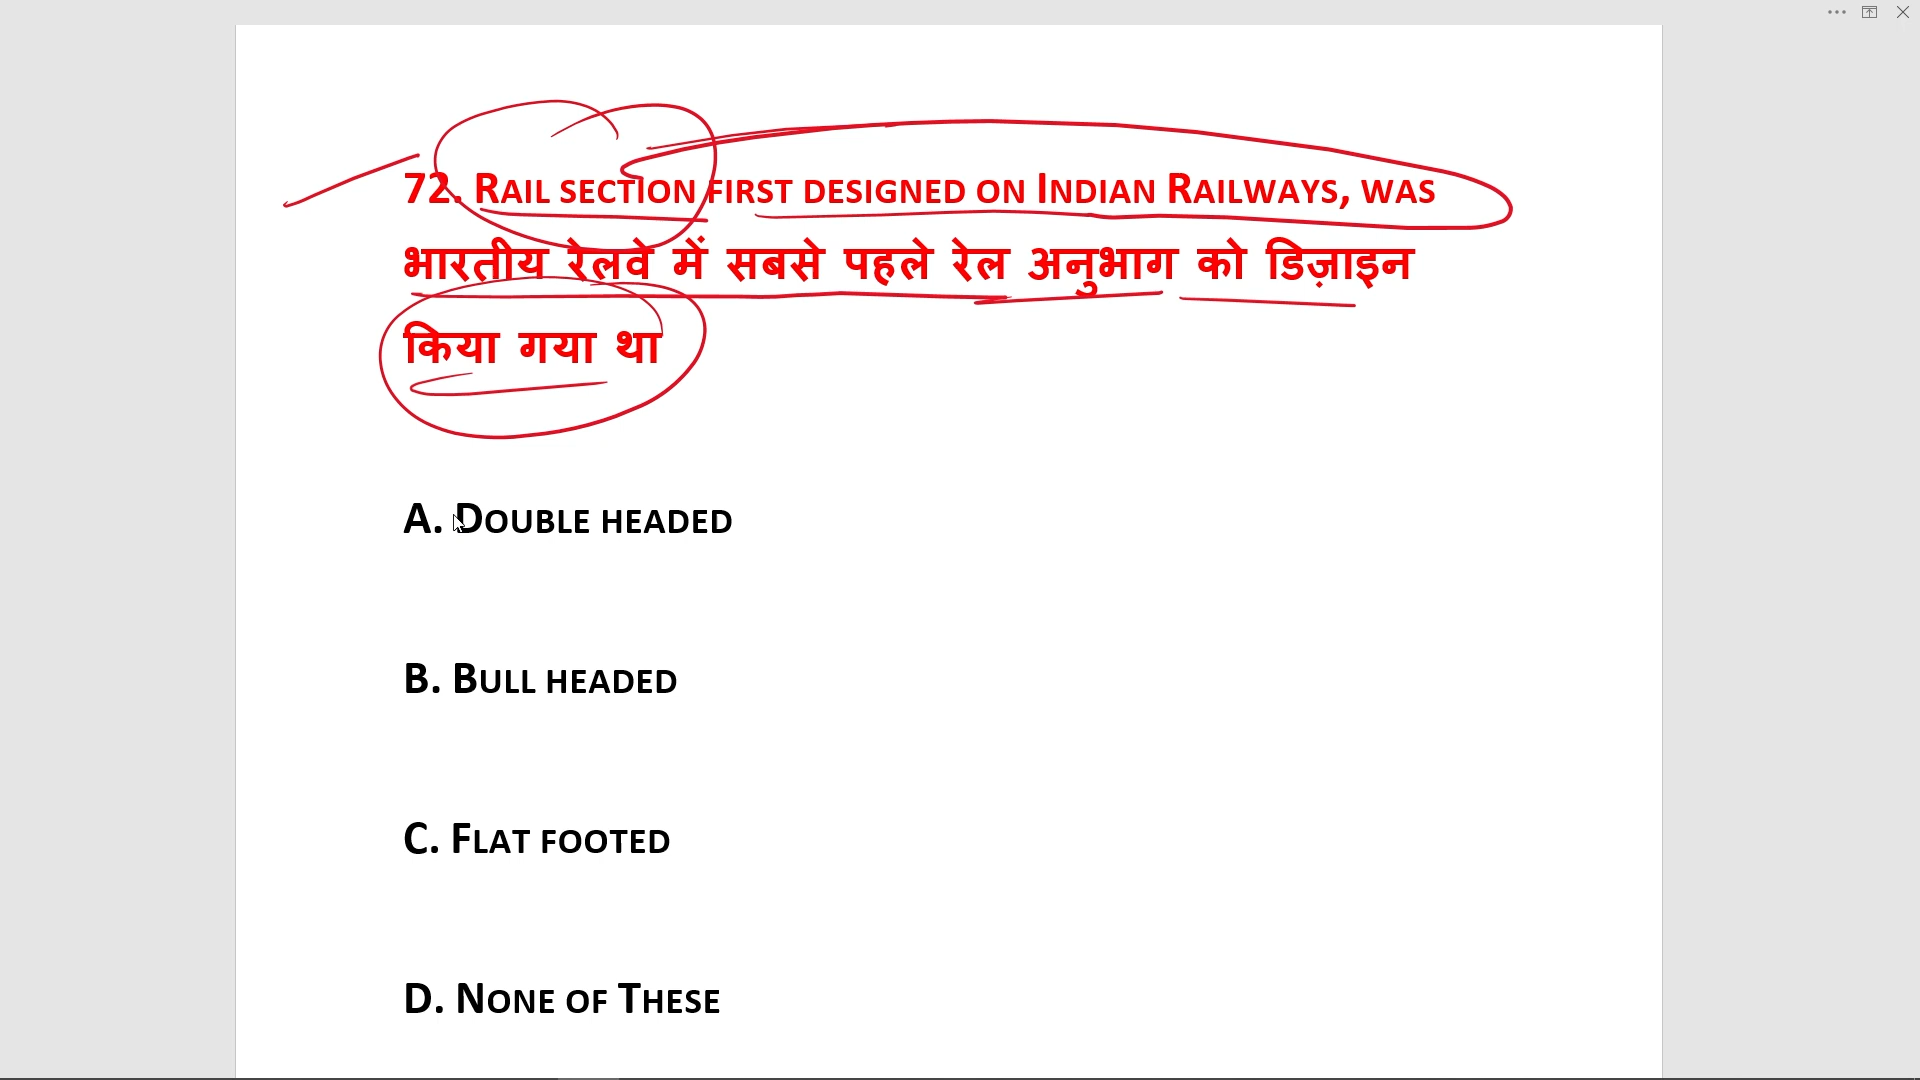 72. Rail section first designed on Indian Railways, was
भारतीय रेलवे में सबसे पहले रेल अनुभाग को डिज़ाइन
किया गया था
A. Double headed
B. Bull headed
C. Flat footed
D. None of These